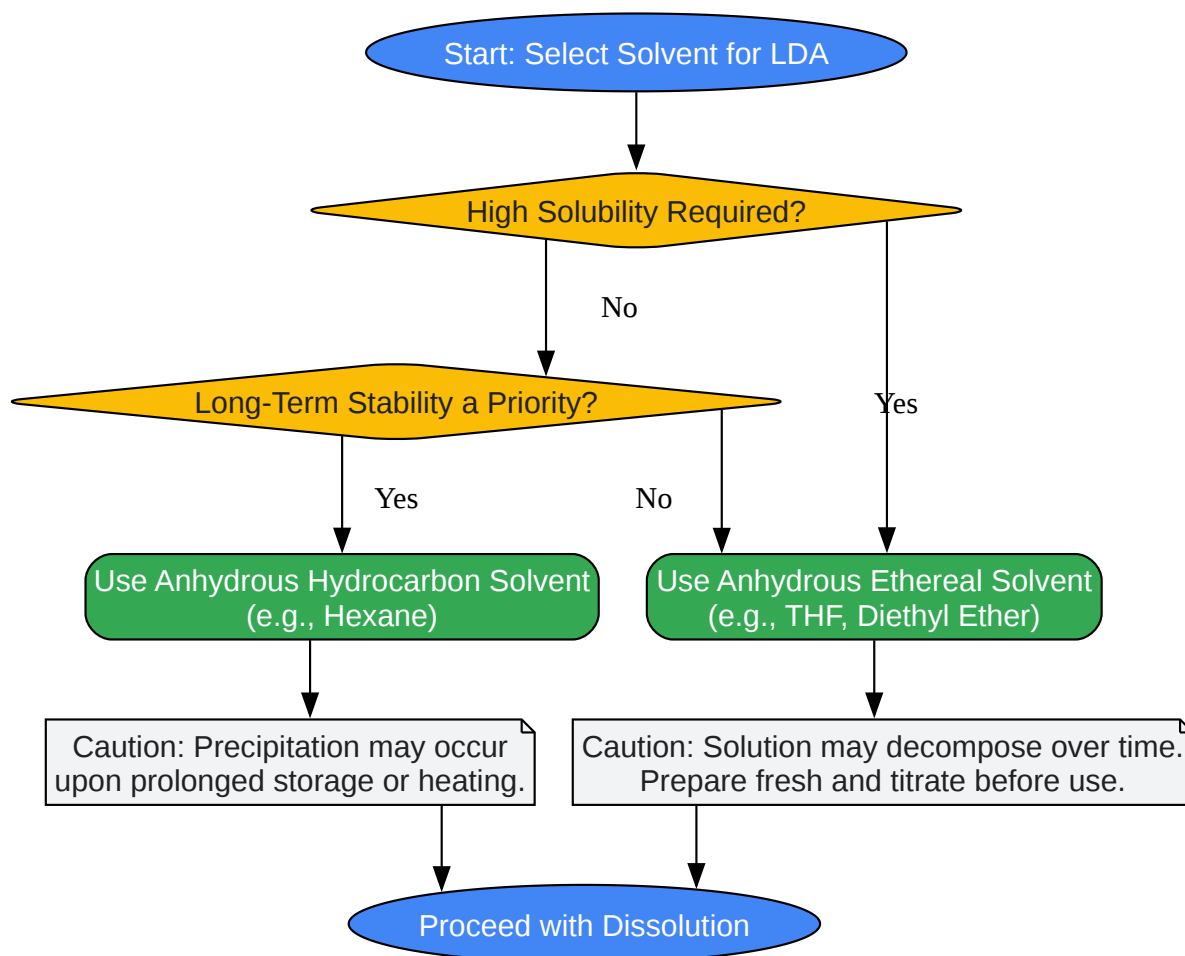 Start: Select Solvent for LDA
High Solubility Required?
No
Long-Term Stability a Priority?
Yes
Yes
No
Use Anhydrous Hydrocarbon Solvent
(e.g., Hexane)
Use Anhydrous Ethereal Solvent
(e.g., THF, Diethyl Ether)
Caution: Precipitation may occur
upon prolonged storage or heating.
Caution: Solution may decompose over time.
Prepare fresh and titrate before use.
Proceed with Dissolution